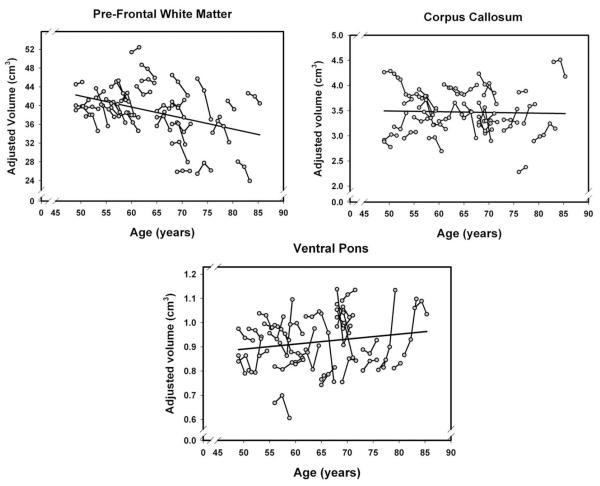 Pre-Frontal White Matter
Adjusted Volume (cm3)
52
48
44
40
36
32
28
24
0
0 45 50 55 60 65 70 75 80 85 90
Age (years)
Corpus Callosum
Adjusted volume (cm3)
5.0
4.5
4.0
3.5
3.0
2.5
2.0
0.0
0 45 50 55 60 65 70 75 80 85 90
Age (years)
Ventral Pons
Adjusted volume (cm3)
1.2
1.1
1.0
0.9
0.8
0.7
0.6
0.5
0.0
0 45 50 55 60 65 70 75 80 85 90
Age (years)